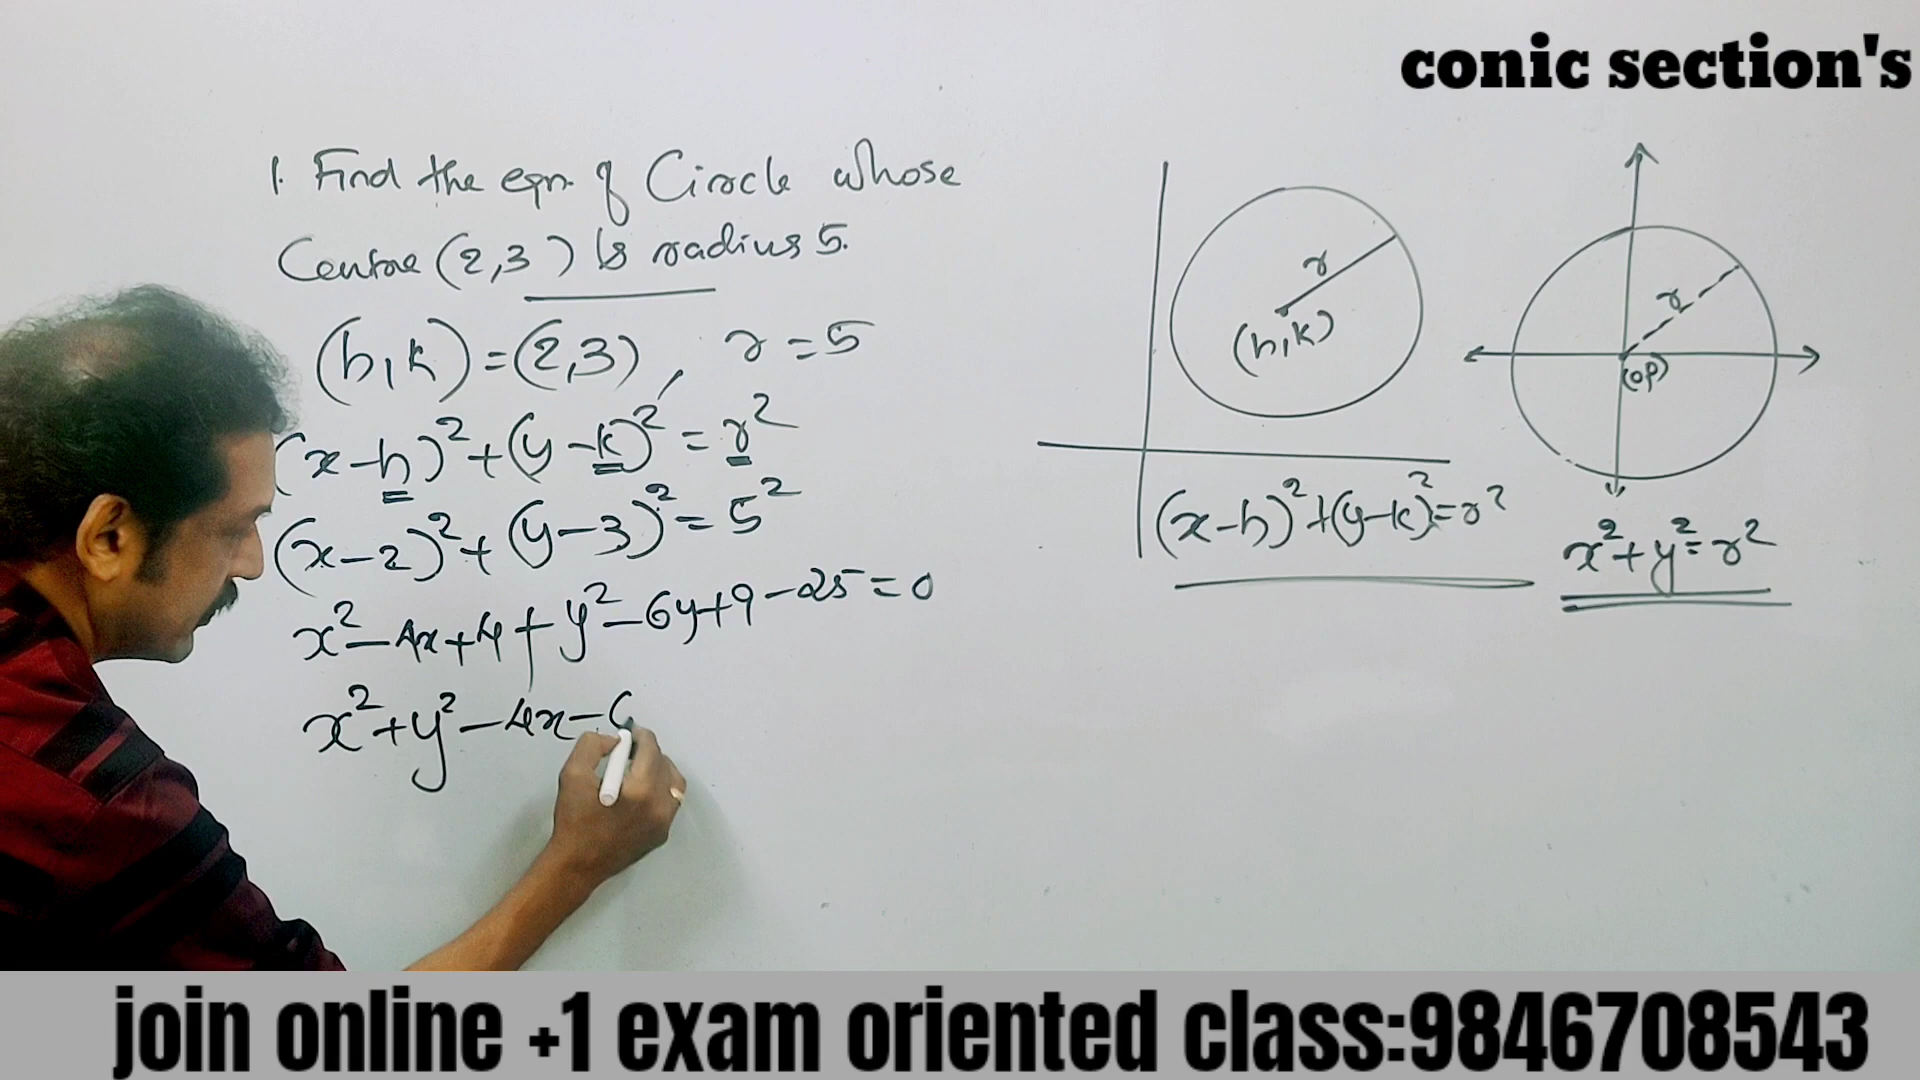 conic section's
1. Find the eqn. of Circle whose
Centre (2,3) & radius 5.
(h,k) = (2,3), r = 5
(x-h)² + (y-k)² = r²
(x-2)² + (y-3)² = 5²
x² - 4x + 4 + y² - 6y + 9 - 25 = 0
x² + y² - 4x - 6
r
(h,k)
(x-h)² + (y-k)² = r²
r
x² + y² = r²
join online +1 exam oriented class:9846708543